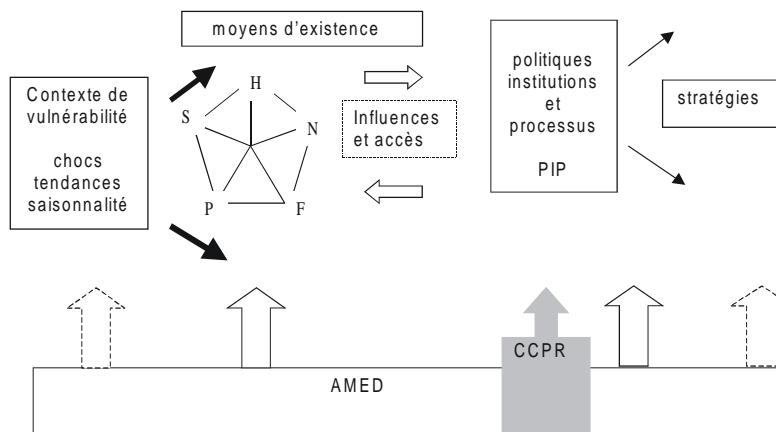 moyens d'existence
Contexte de
vulnérabilité
chocs
tendances
saisonnalité
H
S
N
P
F
Influences
et accès
politiques
institutions
et
processus
PIP
stratégies
CCPR
AMED